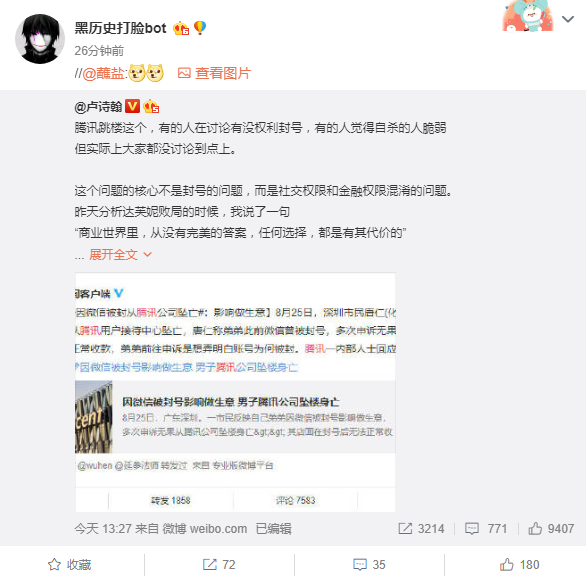 黑历史打脸bot
26分钟前
//@蘸盐: 查看图片
@卢诗翰
腾讯跳楼这个，有的人在讨论有没权利封号，有的人觉得自杀的人脆弱
但实际上大家都没讨论到点上。
这个问题的核心不是封号的问题，而是社交权限和金融权限混淆的问题。
昨天分析达芙妮败局的时候，我说了一句
“商业世界里，从没有完美的答案，任何选择，都是有其代价的”
... 展开全文
闻客户端
因微信被封从腾讯公司坠亡#：影响做生意】8月25日，深圳市民唐仁(化
从腾讯用户接待中心坠亡，唐仁称弟弟此前微信曾被封号，多次申诉无果
正常收款，弟弟前往申诉是想弄明白账号为何被封。腾讯一内部人士回应
#因微信被封号影响做生意 男子腾讯公司坠楼身亡
cent
因微信被封号影响做生意 男子腾讯公司坠楼身亡
8月25日，广东深圳。一市民反映自己弟弟因微信被封号影响做生意，
多次申诉无果从腾讯公司坠楼身亡&gt;&gt; 其店面在封号后无法正常收
@wuhen @延参法师 转发过 来自 专业版微博平台
转发 1858
评论 7583
今天 13:27 来自 微博 weibo.com 已编辑
3214
771
9407
收藏
72
35
180